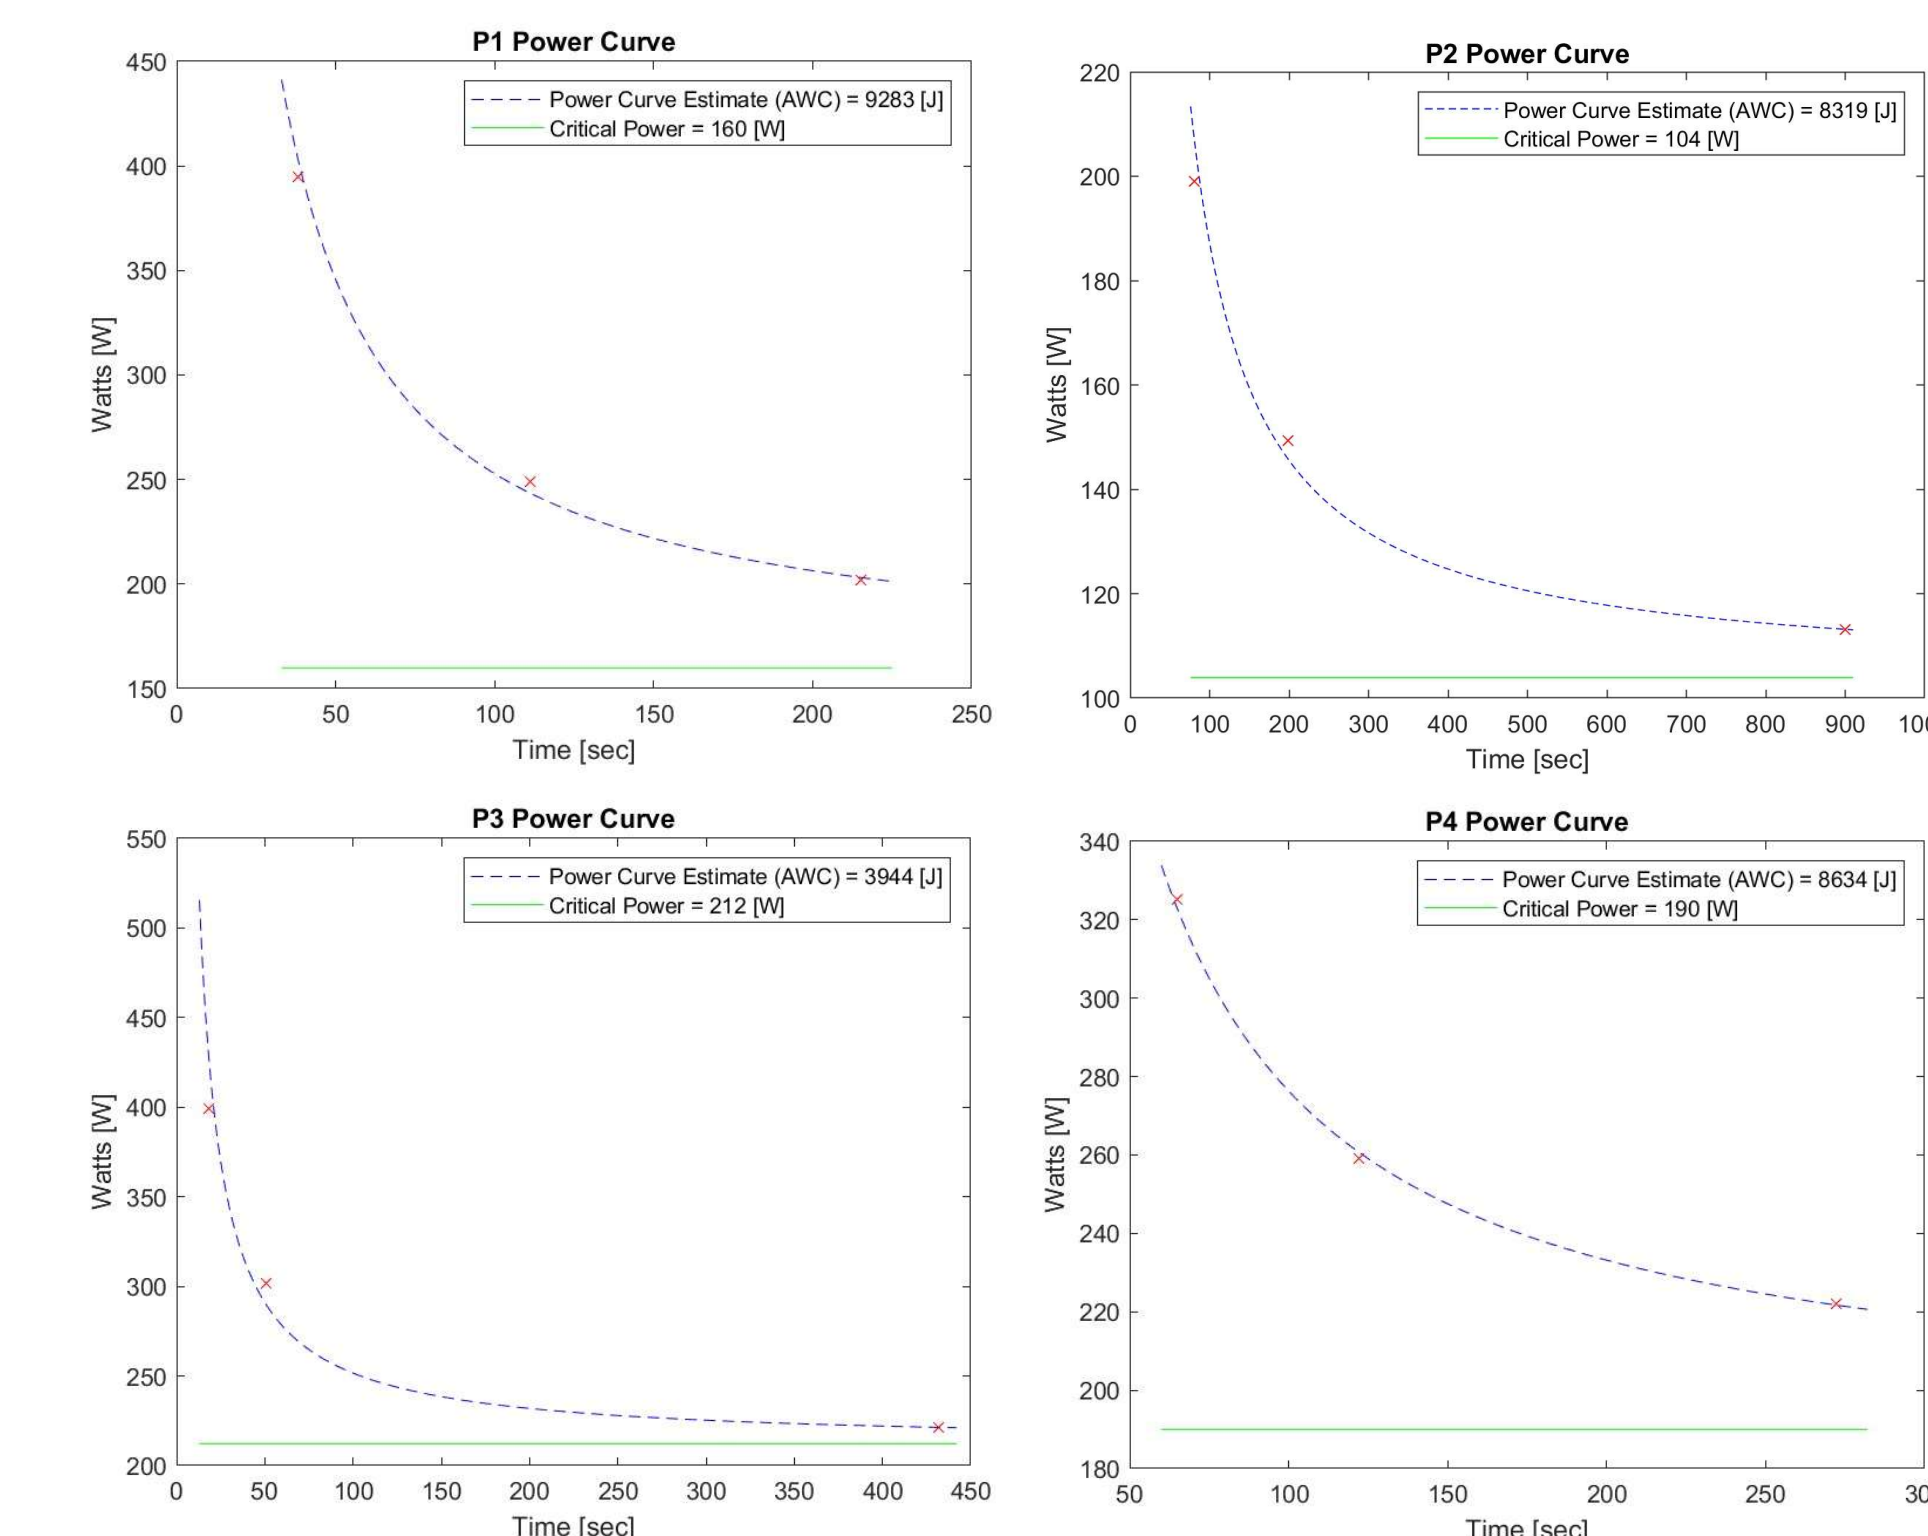 P1 Power Curve
450
400
350
300
250
200
150
Watts [W]
Power Curve Estimate (AWC) = 9283 [J]
Critical Power = 160 [W]
0 50 100 150 200 250
Time [sec]
P2 Power Curve
220
200
180
160
140
120
100
Watts [W]
Power Curve Estimate (AWC) = 8319 [J]
Critical Power = 104 [W]
0 100 200 300 400 500 600 700 800 900
Time [sec]
P3 Power Curve
550
500
450
400
350
300
250
200
Watts [W]
Power Curve Estimate (AWC) = 3944 [J]
Critical Power = 212 [W]
0 50 100 150 200 250 300 350 400 450
Time [sec]
P4 Power Curve
340
320
300
280
260
240
220
200
180
Watts [W]
Power Curve Estimate (AWC) = 8634 [J]
Critical Power = 190 [W]
50 100 150 200 250
Time [sec]